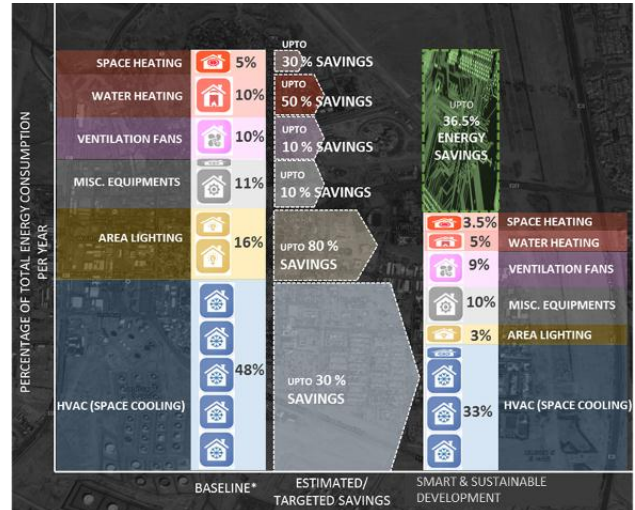 PERCENTAGE OF TOTAL ENERGY CONSUMPTION
PER YEAR
SPACE HEATING
5%
WATER HEATING
10%
VENTILATION FANS
10%
MISC. EQUIPMENTS
11%
AREA LIGHTING
16%
HVAC (SPACE COOLING)
48%
BASELINE*
UPTO
30 % SAVINGS
UPTO
50 % SAVINGS
UPTO
10 % SAVINGS
UPTO
10 % SAVINGS
UPTO 80 %
SAVINGS
UPTO 30 %
SAVINGS
ESTIMATED/
TARGETED SAVINGS
UPTO
36.5%
ENERGY
SAVINGS
3.5%
SPACE HEATING
5%
WATER HEATING
9%
VENTILATION FANS
10%
MISC. EQUIPMENTS
3%
AREA LIGHTING
33%
HVAC (SPACE COOLING)
SMART & SUSTAINABLE
DEVELOPMENT